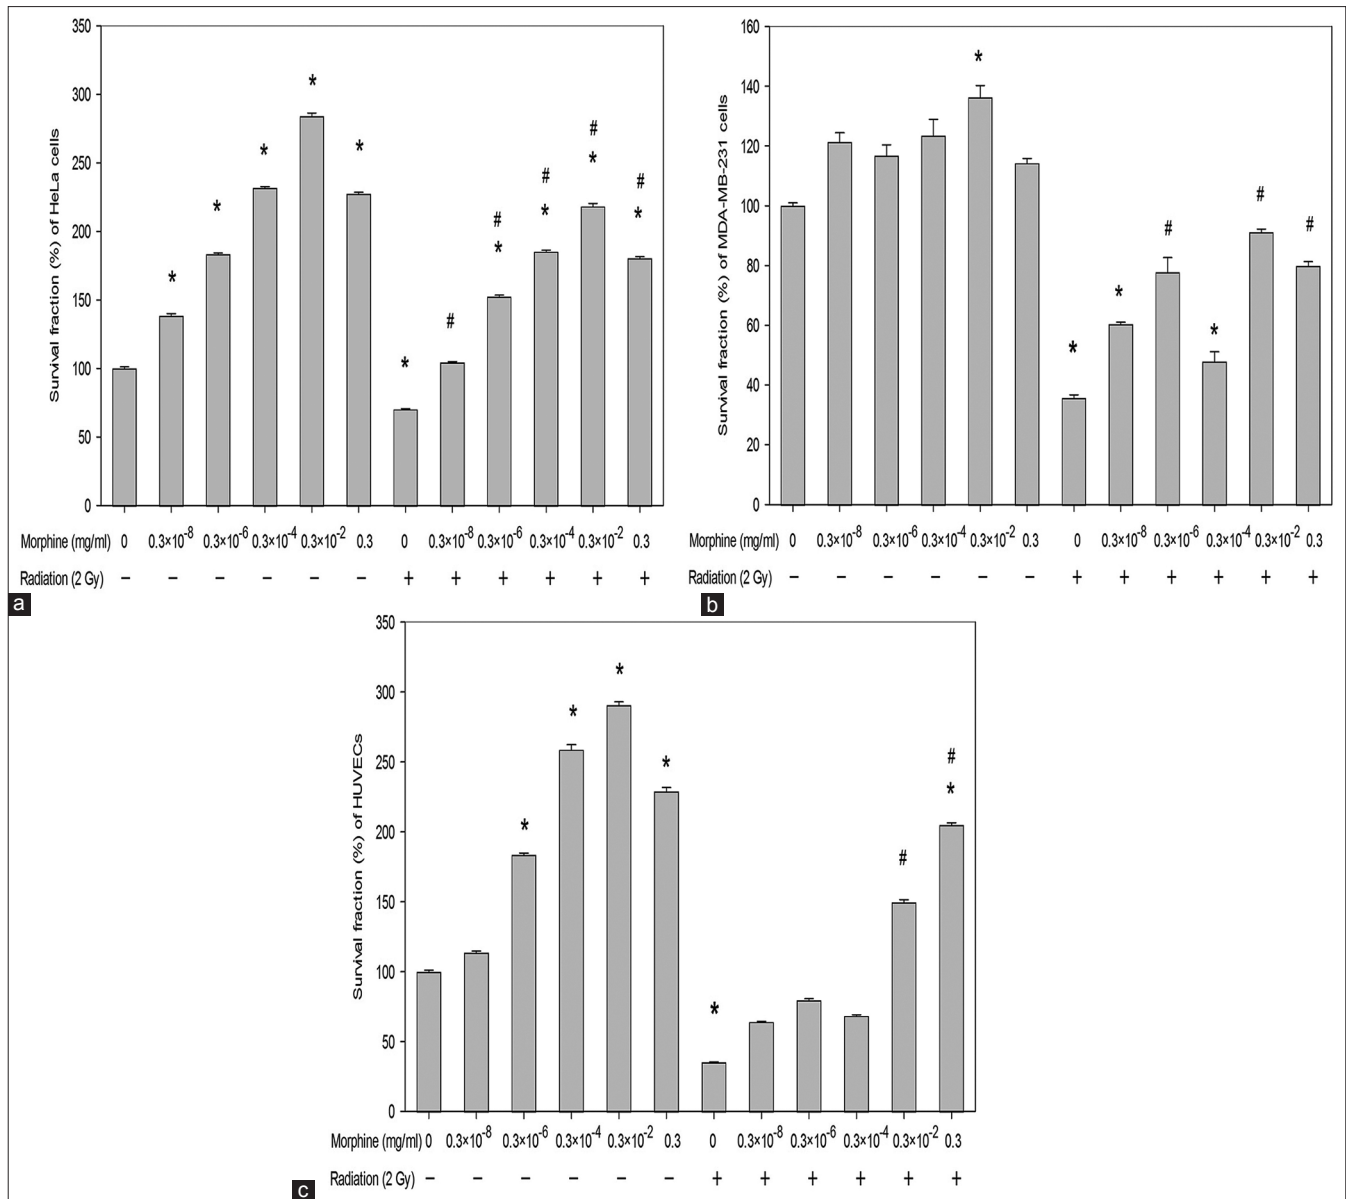 Survival fraction (%) of HeLa cells
350
300
250
200
150
100
50
0
* * * * * * # # * # * # * # *
Morphine (mg/ml) 0 0.3×10⁻⁸ 0.3×10⁻⁶ 0.3×10⁻⁴ 0.3×10⁻² 0.3 0 0.3×10⁻⁸ 0.3×10⁻⁶ 0.3×10⁻⁴ 0.3×10⁻² 0.3
Radiation (2 Gy) − − − − − − + + + + + +
a
Survival fraction (%) of MDA-MB-231 cells
160
140
120
100
80
60
40
20
0
* * * # * # #
Morphine (mg/ml) 0 0.3×10⁻⁸ 0.3×10⁻⁶ 0.3×10⁻⁴ 0.3×10⁻² 0.3 0 0.3×10⁻⁸ 0.3×10⁻⁶ 0.3×10⁻⁴ 0.3×10⁻² 0.3
Radiation (2 Gy) − − − − − − + + + + + +
b
Survival fraction (%) of HUVECs
350
300
250
200
150
100
50
0
* * * * * # # *
Morphine (mg/ml) 0 0.3×10⁻⁸ 0.3×10⁻⁶ 0.3×10⁻⁴ 0.3×10⁻² 0.3 0 0.3×10⁻⁸ 0.3×10⁻⁶ 0.3×10⁻⁴ 0.3×10⁻² 0.3
Radiation (2 Gy) − − − − − − + + + + + +
c